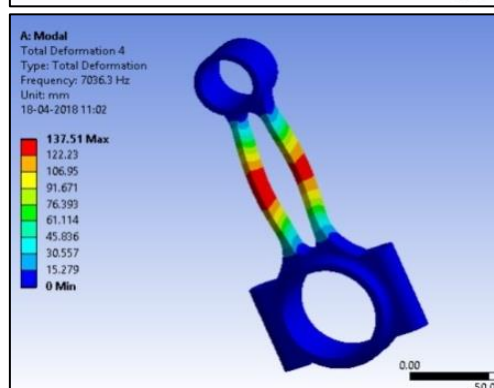 A: Modal
Total Deformation 4
Type: Total Deformation
Frequency: 7036.3 Hz
Unit: mm
18-04-2018 11:02
137.51 Max
122.23
106.95
91.671
76.393
61.114
45.836
30.557
15.279
0 Min
0.00
50.0